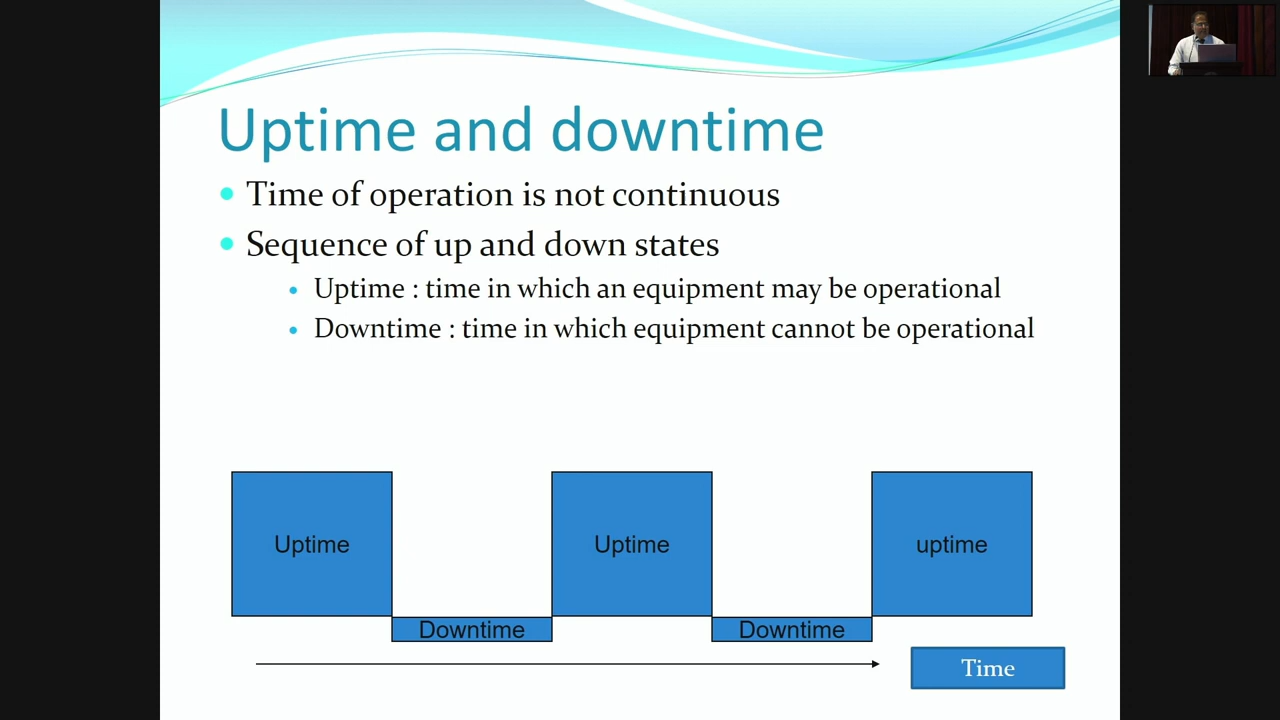 Uptime and downtime
Time of operation is not continuous
Sequence of up and down states
Uptime : time in which an equipment may be operational
Downtime : time in which equipment cannot be operational
Uptime
Uptime
uptime
Downtime
Downtime
Time